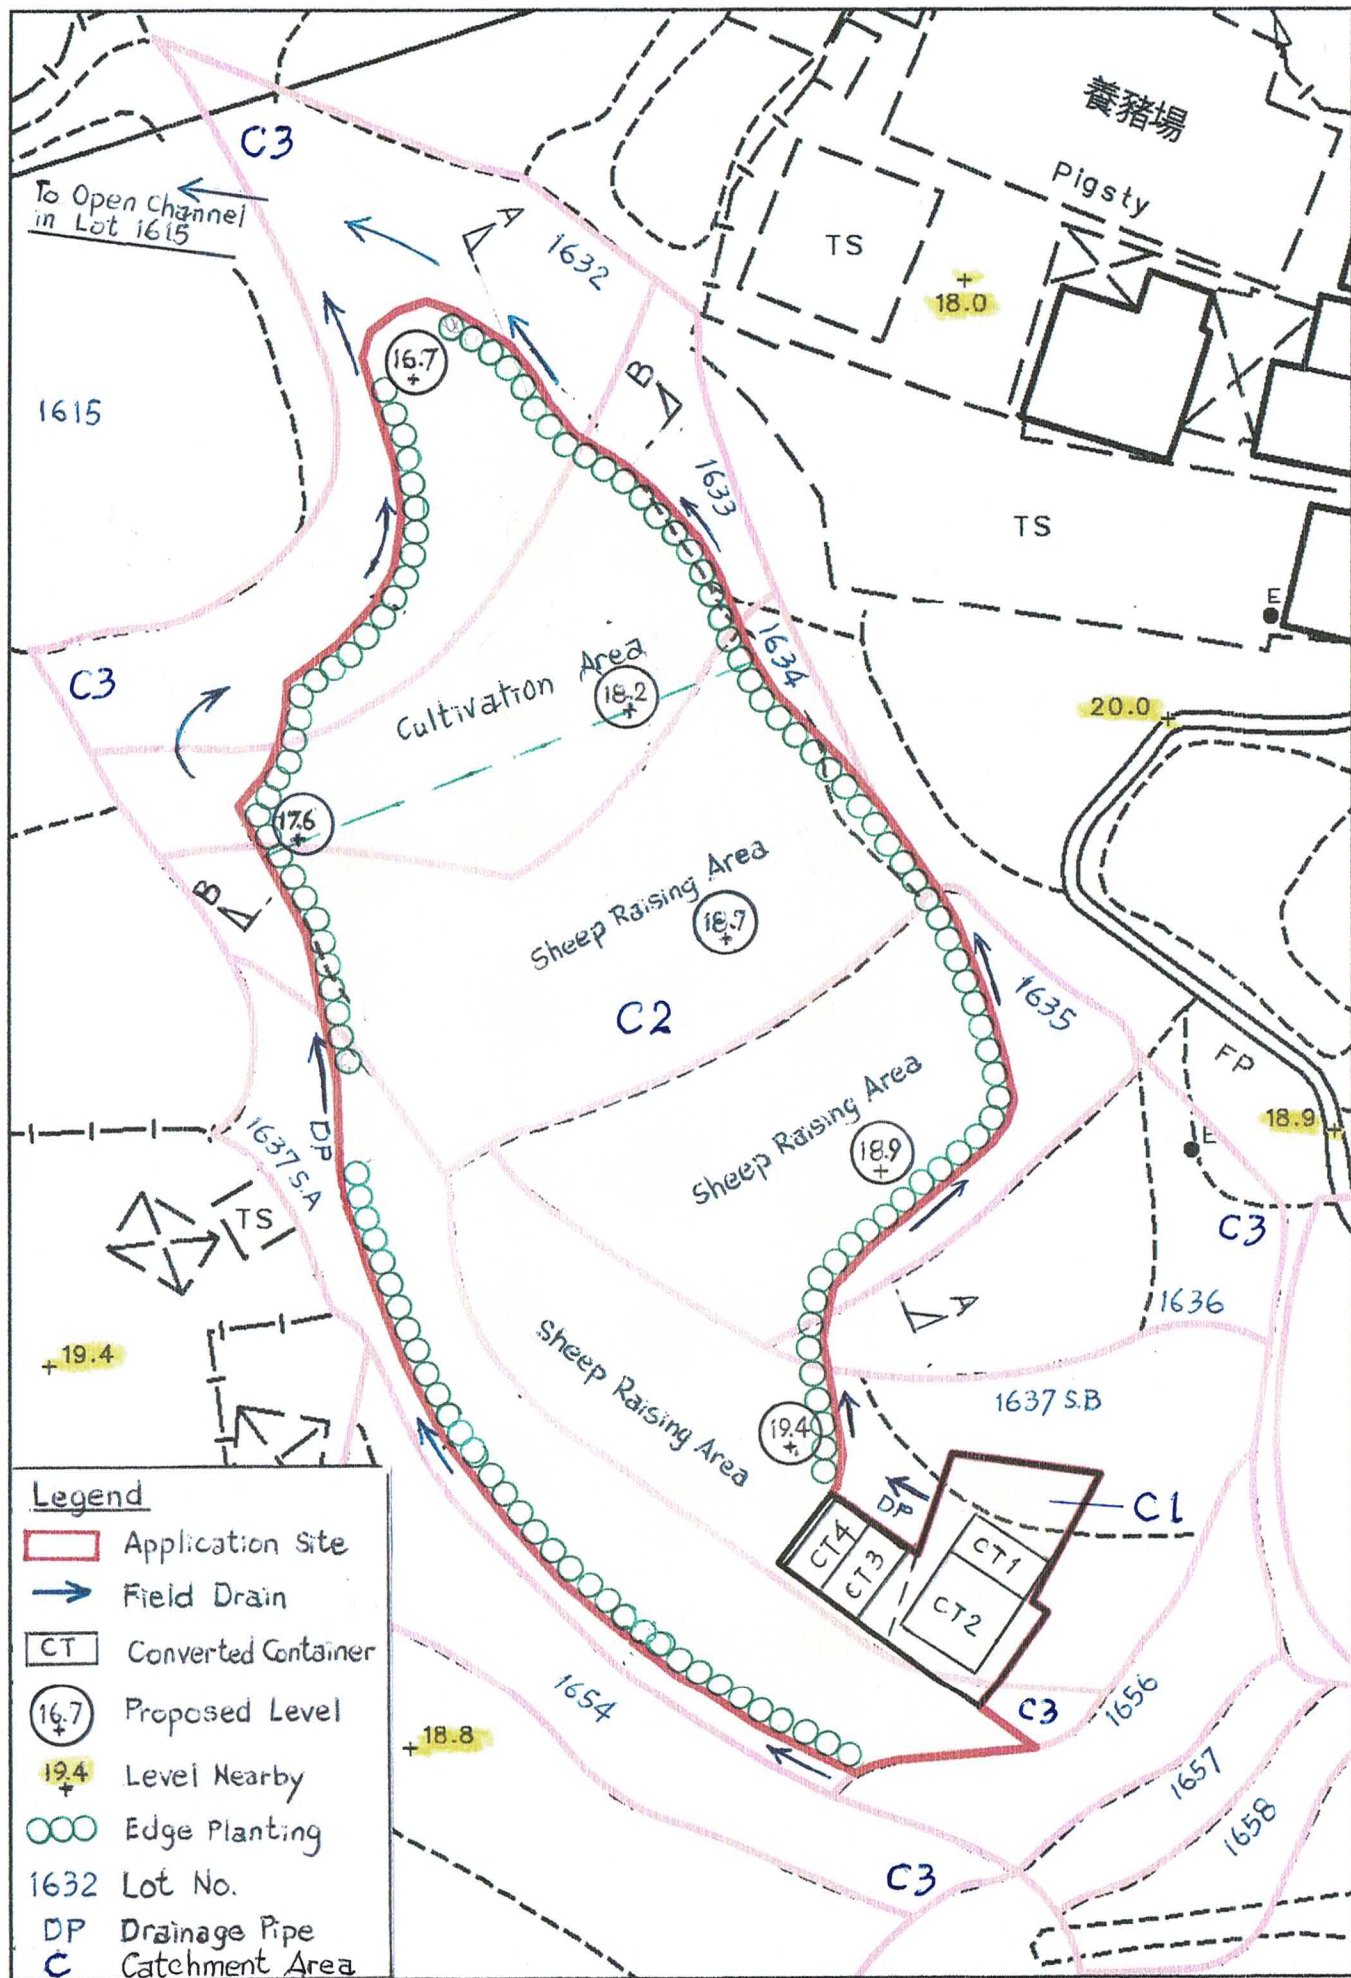 C3
養豬場
Pigsty
To Open Channel
in Lot 1615
A
1632
TS
18.0
16.7
B
1615
1633
TS
E
1634
C3
Cultivation Area
18.2
20.0
17.6
B
Sheep Raising Area
18.7
1635
C2
FP
Sheep Raising Area
18.9
E
18.9
1637 S.A
DP
TS
C3
A
1636
19.4
Sheep Raising Area
1637 S.B
19.4
DP
C1
CT4
CT3
CT1
CT2
C3
1656
1654
18.8
1657
1658
C3
Legend
Application Site
Field Drain
CT Converted Container
16.7 Proposed Level
19.4 Level Nearby
Edge Planting
1632 Lot No.
DP Drainage Pipe
C Catchment Area